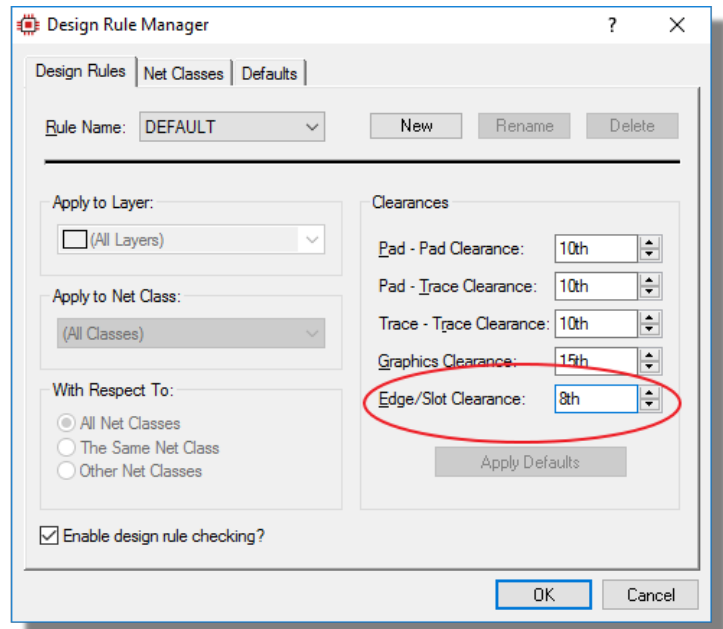 Design Rule Manager
?
Design Rules
Net Classes
Defaults
Rule Name:
DEFAULT
New
Rename
Delete
Apply to Layer:
(All Layers)
Apply to Net Class:
(All Classes)
With Respect To:
All Net Classes
The Same Net Class
Other Net Classes
Clearances
Pad - Pad Clearance: 10th
Pad - Trace Clearance: 10th
Trace - Trace Clearance: 10th
Graphics Clearance: 15th
Edge/Slot Clearance: 8th
Apply Defaults
Enable design rule checking?
OK
Cancel